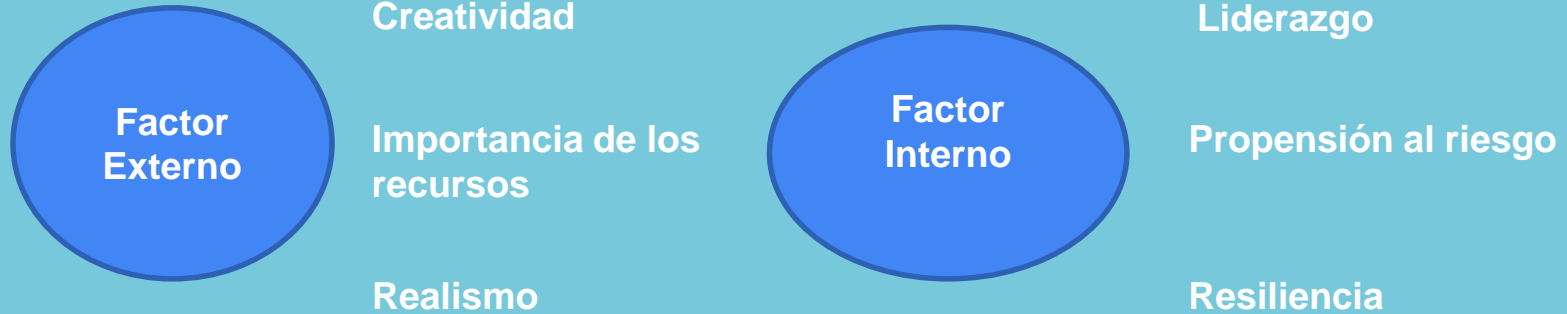 Factor
Externo
Creatividad
Importancia de los
recursos
Realismo
Factor
Interno
Liderazgo
Propensión al riesgo
Resiliencia